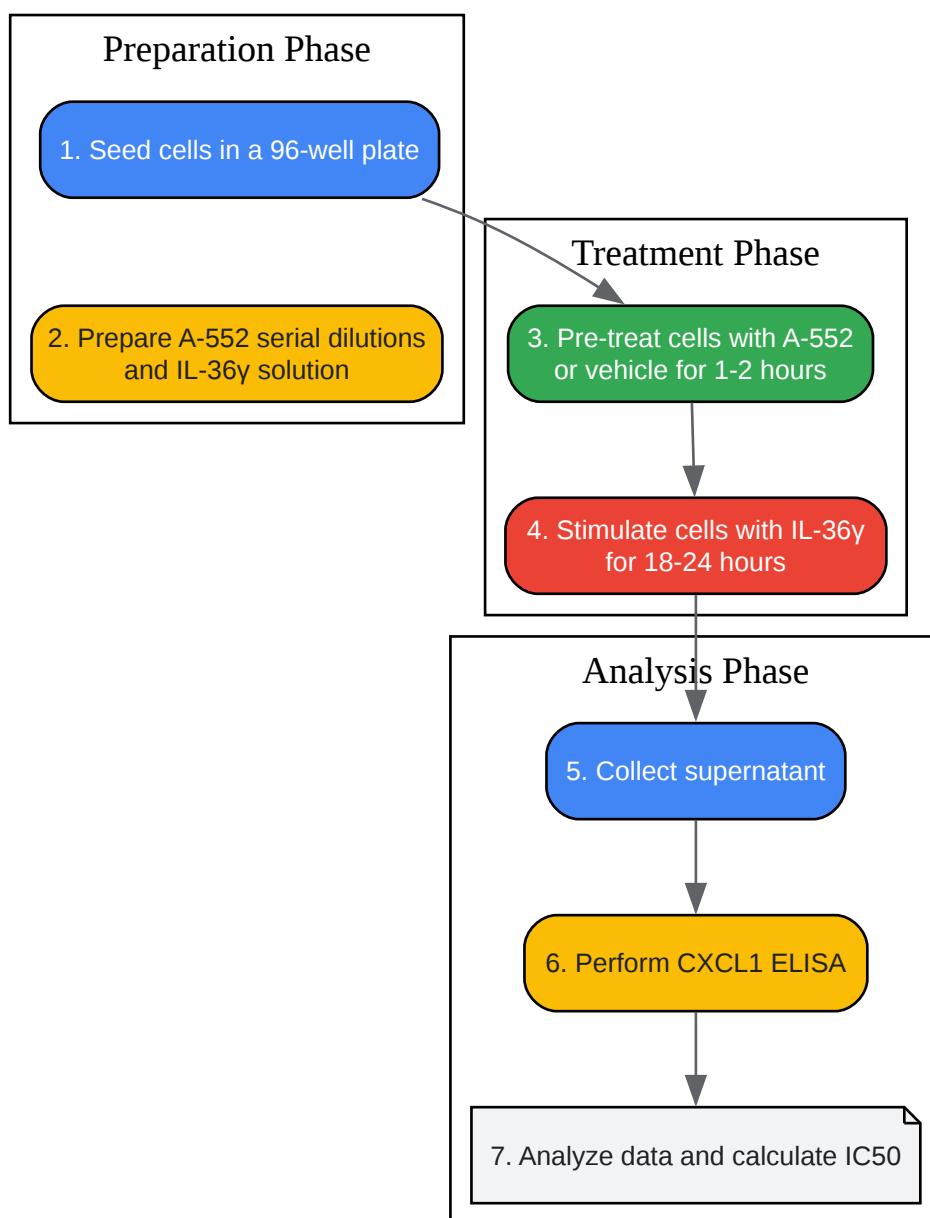 Preparation Phase
1. Seed cells in a 96-well plate
2. Prepare A-552 serial dilutions
and IL-36γ solution
Treatment Phase
3. Pre-treat cells with A-552
or vehicle for 1-2 hours
4. Stimulate cells with IL-36γ
for 18-24 hours
Analysis Phase
5. Collect supernatant
6. Perform CXCL1 ELISA
7. Analyze data and calculate IC50